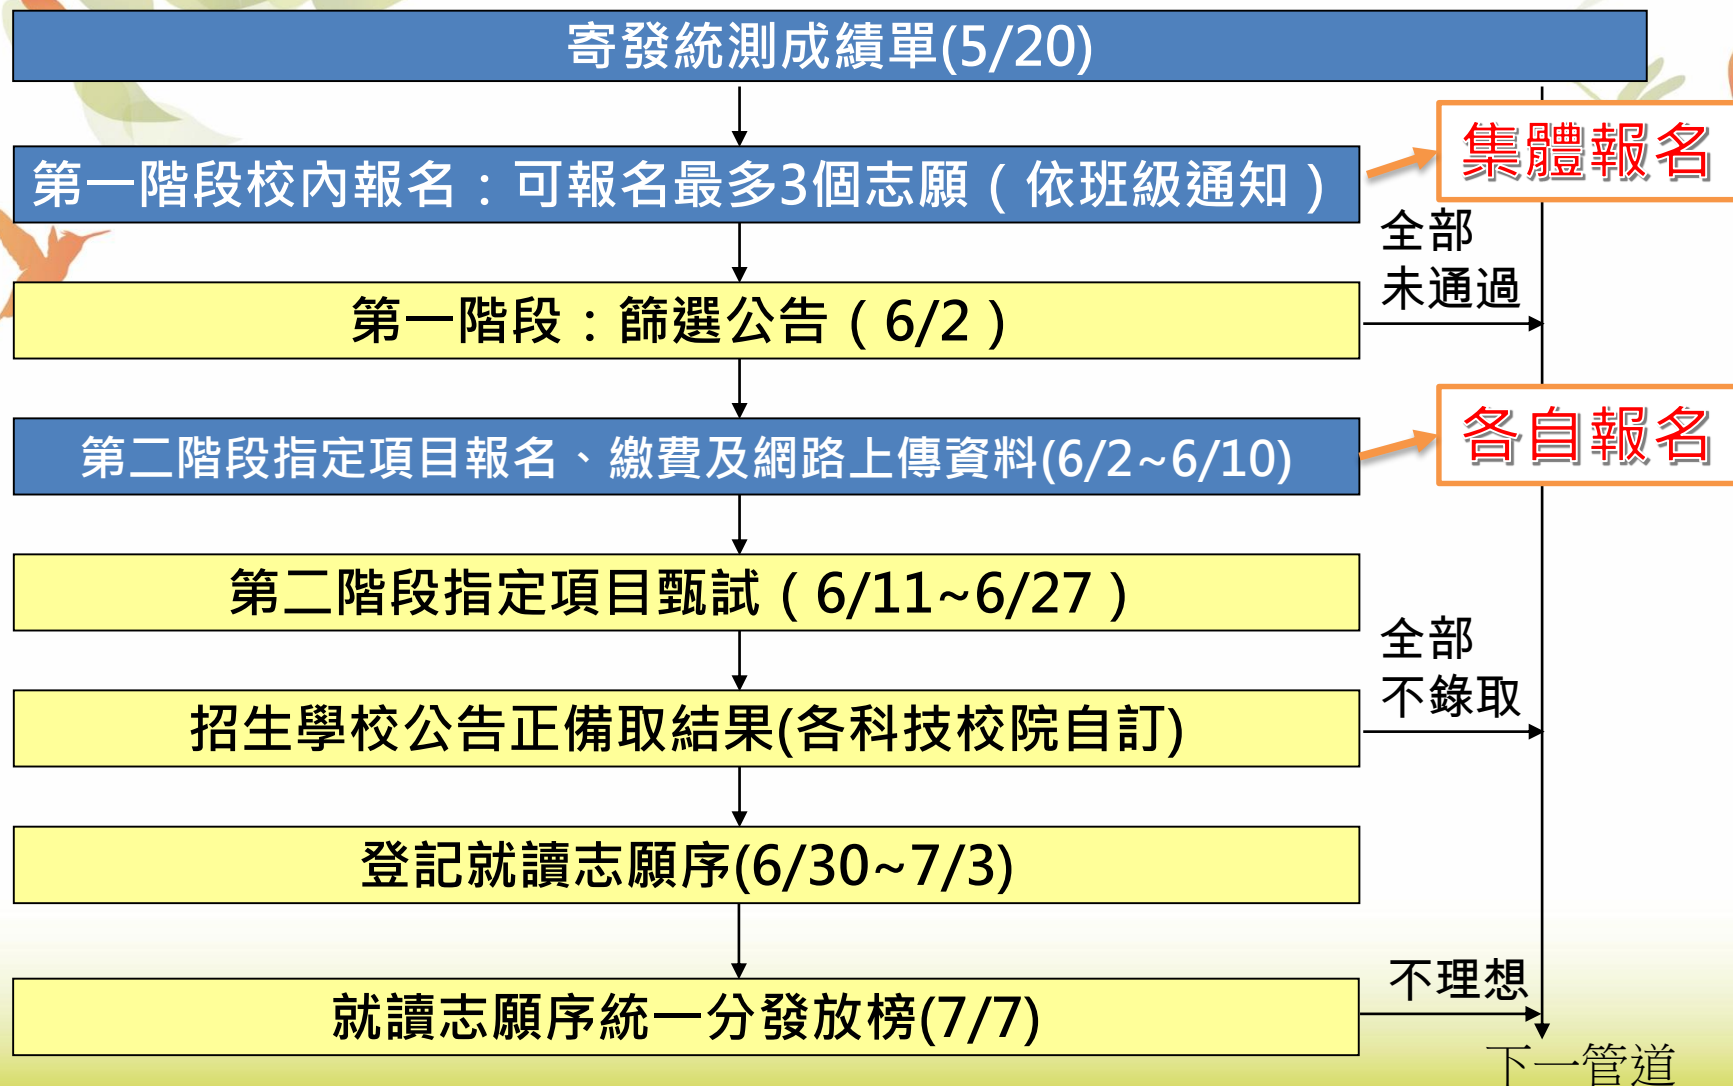 寄發統測成績單(5/20)
第一階段校內報名：可報名最多3個志願（依班級通知）
集體報名
全部
未通過
第一階段：篩選公告（6/2）
第二階段指定項目報名、繳費及網路上傳資料(6/2~6/10)
各自報名
第二階段指定項目甄試（6/11~6/27）
全部
不錄取
招生學校公告正備取結果(各科技校院自訂)
登記就讀志願序(6/30~7/3)
不理想
就讀志願序統一分發放榜(7/7)
下一管道